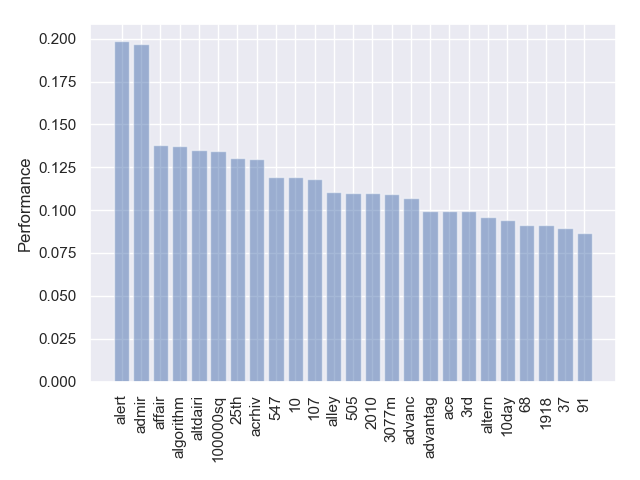 0.200
0.175
0.150
0.125
0.100
0.075
0.050
0.025
0.000
Performance
alert
admir
affair
algorithm
altdairi
100000sq
25th
acrhiv
547
10
107
alley
505
2010
3077m
advanc
advantag
ace
3rd
altern
10day
68
1918
37
91